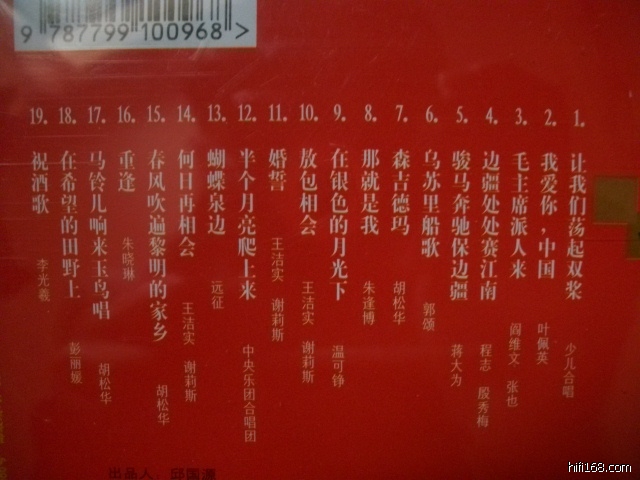 9 787799 100968 >
1. 让我们荡起双桨 少儿合唱
2. 我爱你,中国 叶佩英
3. 毛主席派人来 阎维文 张也
4. 边疆处处赛江南 程志 殷秀梅
5. 骏马奔驰保边疆 蒋大为
6. 乌苏里船歌 郭颂
7. 森吉德玛 胡松华
8. 那就是我 朱逢博
9. 在银色的月光下 温可铮
10. 放包相会 王洁实 谢莉斯
11. 婚誓 王洁实 谢莉斯
12. 半个月亮爬上来 中央乐团合唱团
13. 蝴蝶泉边 远征
14. 何日再相会 王洁实 谢莉斯
15. 春风吹遍黎明的家乡 胡松华
16. 重逢 朱晓琳
17. 马铃儿响来玉鸟唱 胡松华
18. 在希望的田野上 彭丽媛
19. 祝酒歌 李光羲
出品人
hifi168.com